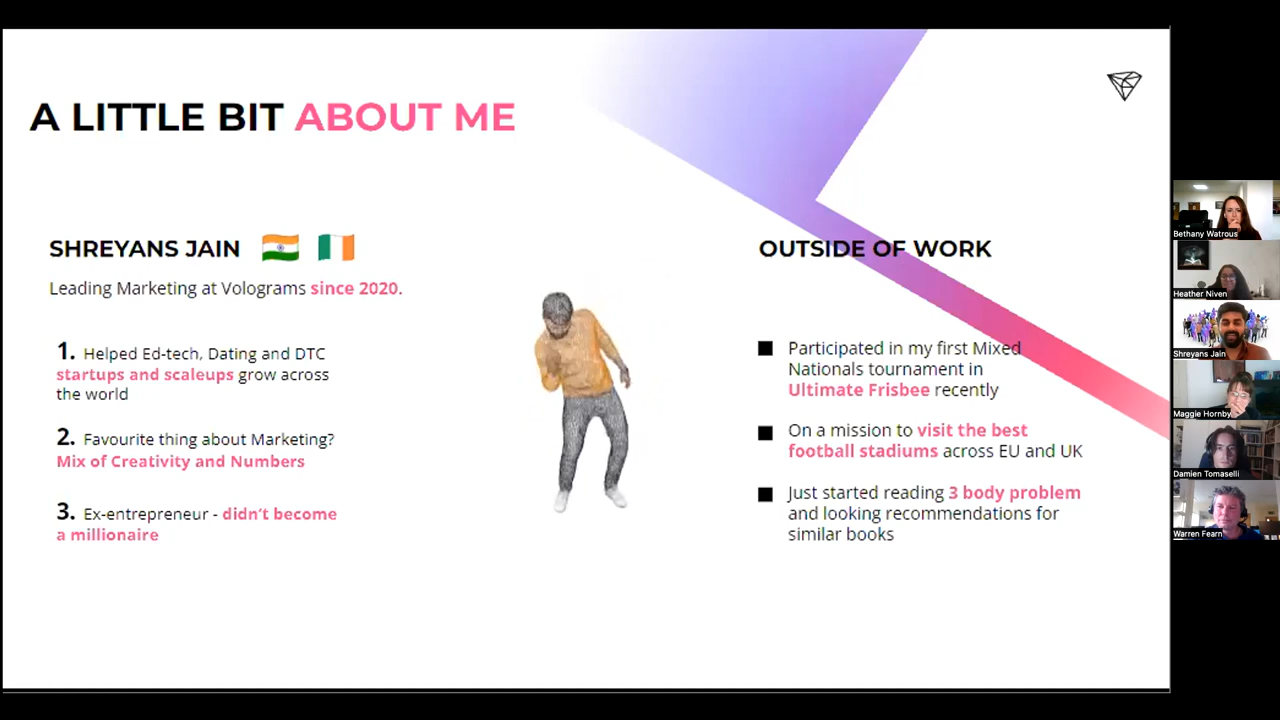 A LITTLE BIT ABOUT ME
SHREYANS JAIN
Leading Marketing at Volograms since 2020.
1. Helped Ed-tech, Dating and DTC
startups and scaleups grow across
the world
2. Favourite thing about Marketing?
Mix of Creativity and Numbers
3. Ex-entrepreneur - didn't become
a millionaire
OUTSIDE OF WORK
Participated in my first Mixed
Nationals tournament in
Ultimate Frisbee recently
On a mission to visit the best
football stadiums across EU and UK
Just started reading 3 body problem
and looking recommendations for
similar books
Bethany Watrous
Heather Niven
Shreyans Jain
Maggie Hornby
Damien Tomaselli
Warren Fearn